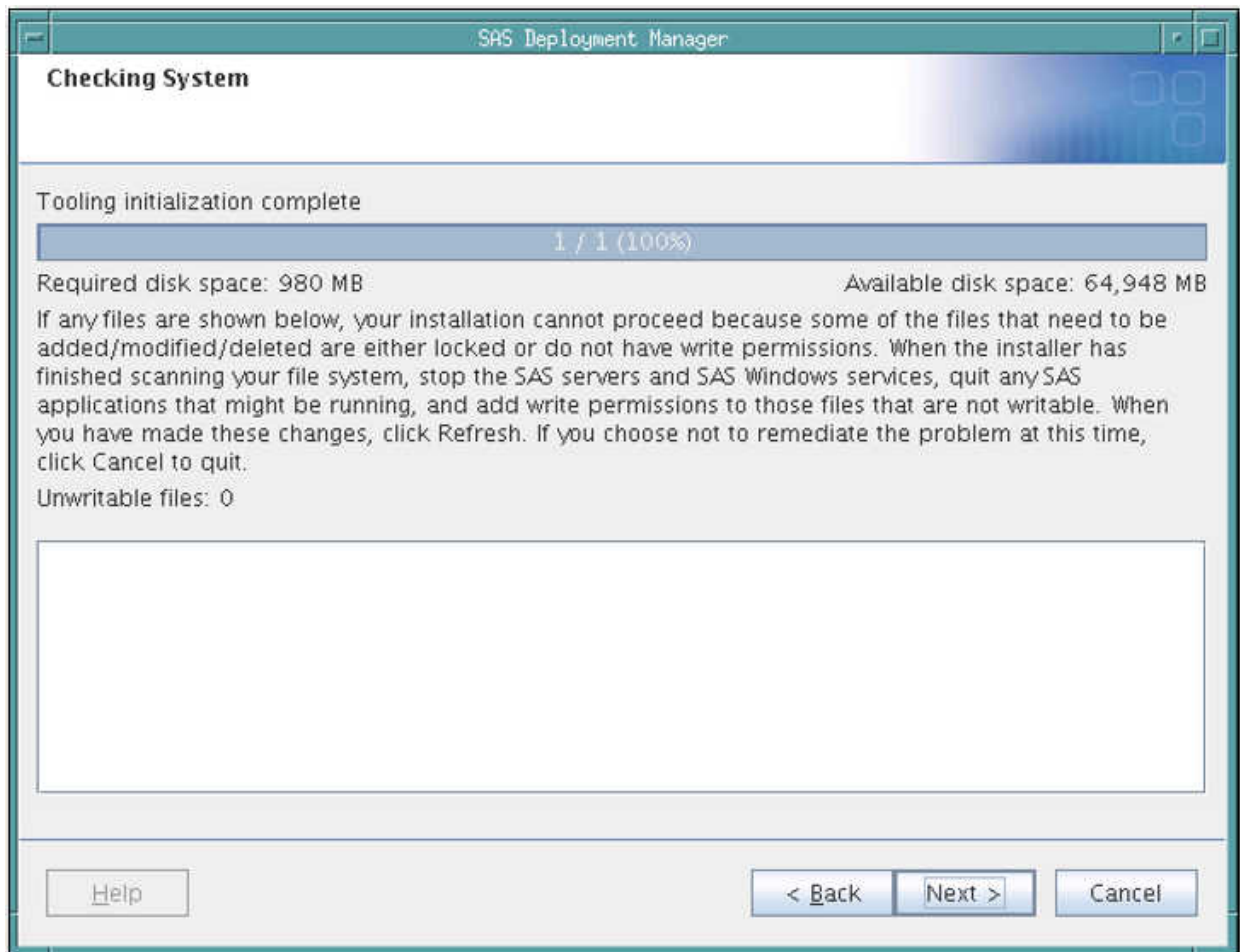 SAS Deployment Manager
Checking System
Tooling initialization complete
1 / 1 (100%)
Required disk space: 980 MB
Available disk space: 64,948 MB
If any files are shown below, your installation cannot proceed because some of the files that need to be
added/modified/deleted are either locked or do not have write permissions. When the installer has
finished scanning your file system, stop the SAS servers and SAS Windows services, quit any SAS
applications that might be running, and add write permissions to those files that are not writable. When
you have made these changes, click Refresh. If you choose not to remediate the problem at this time,
click Cancel to quit.
Unwritable files: 0
Help
< Back
Next >
Cancel